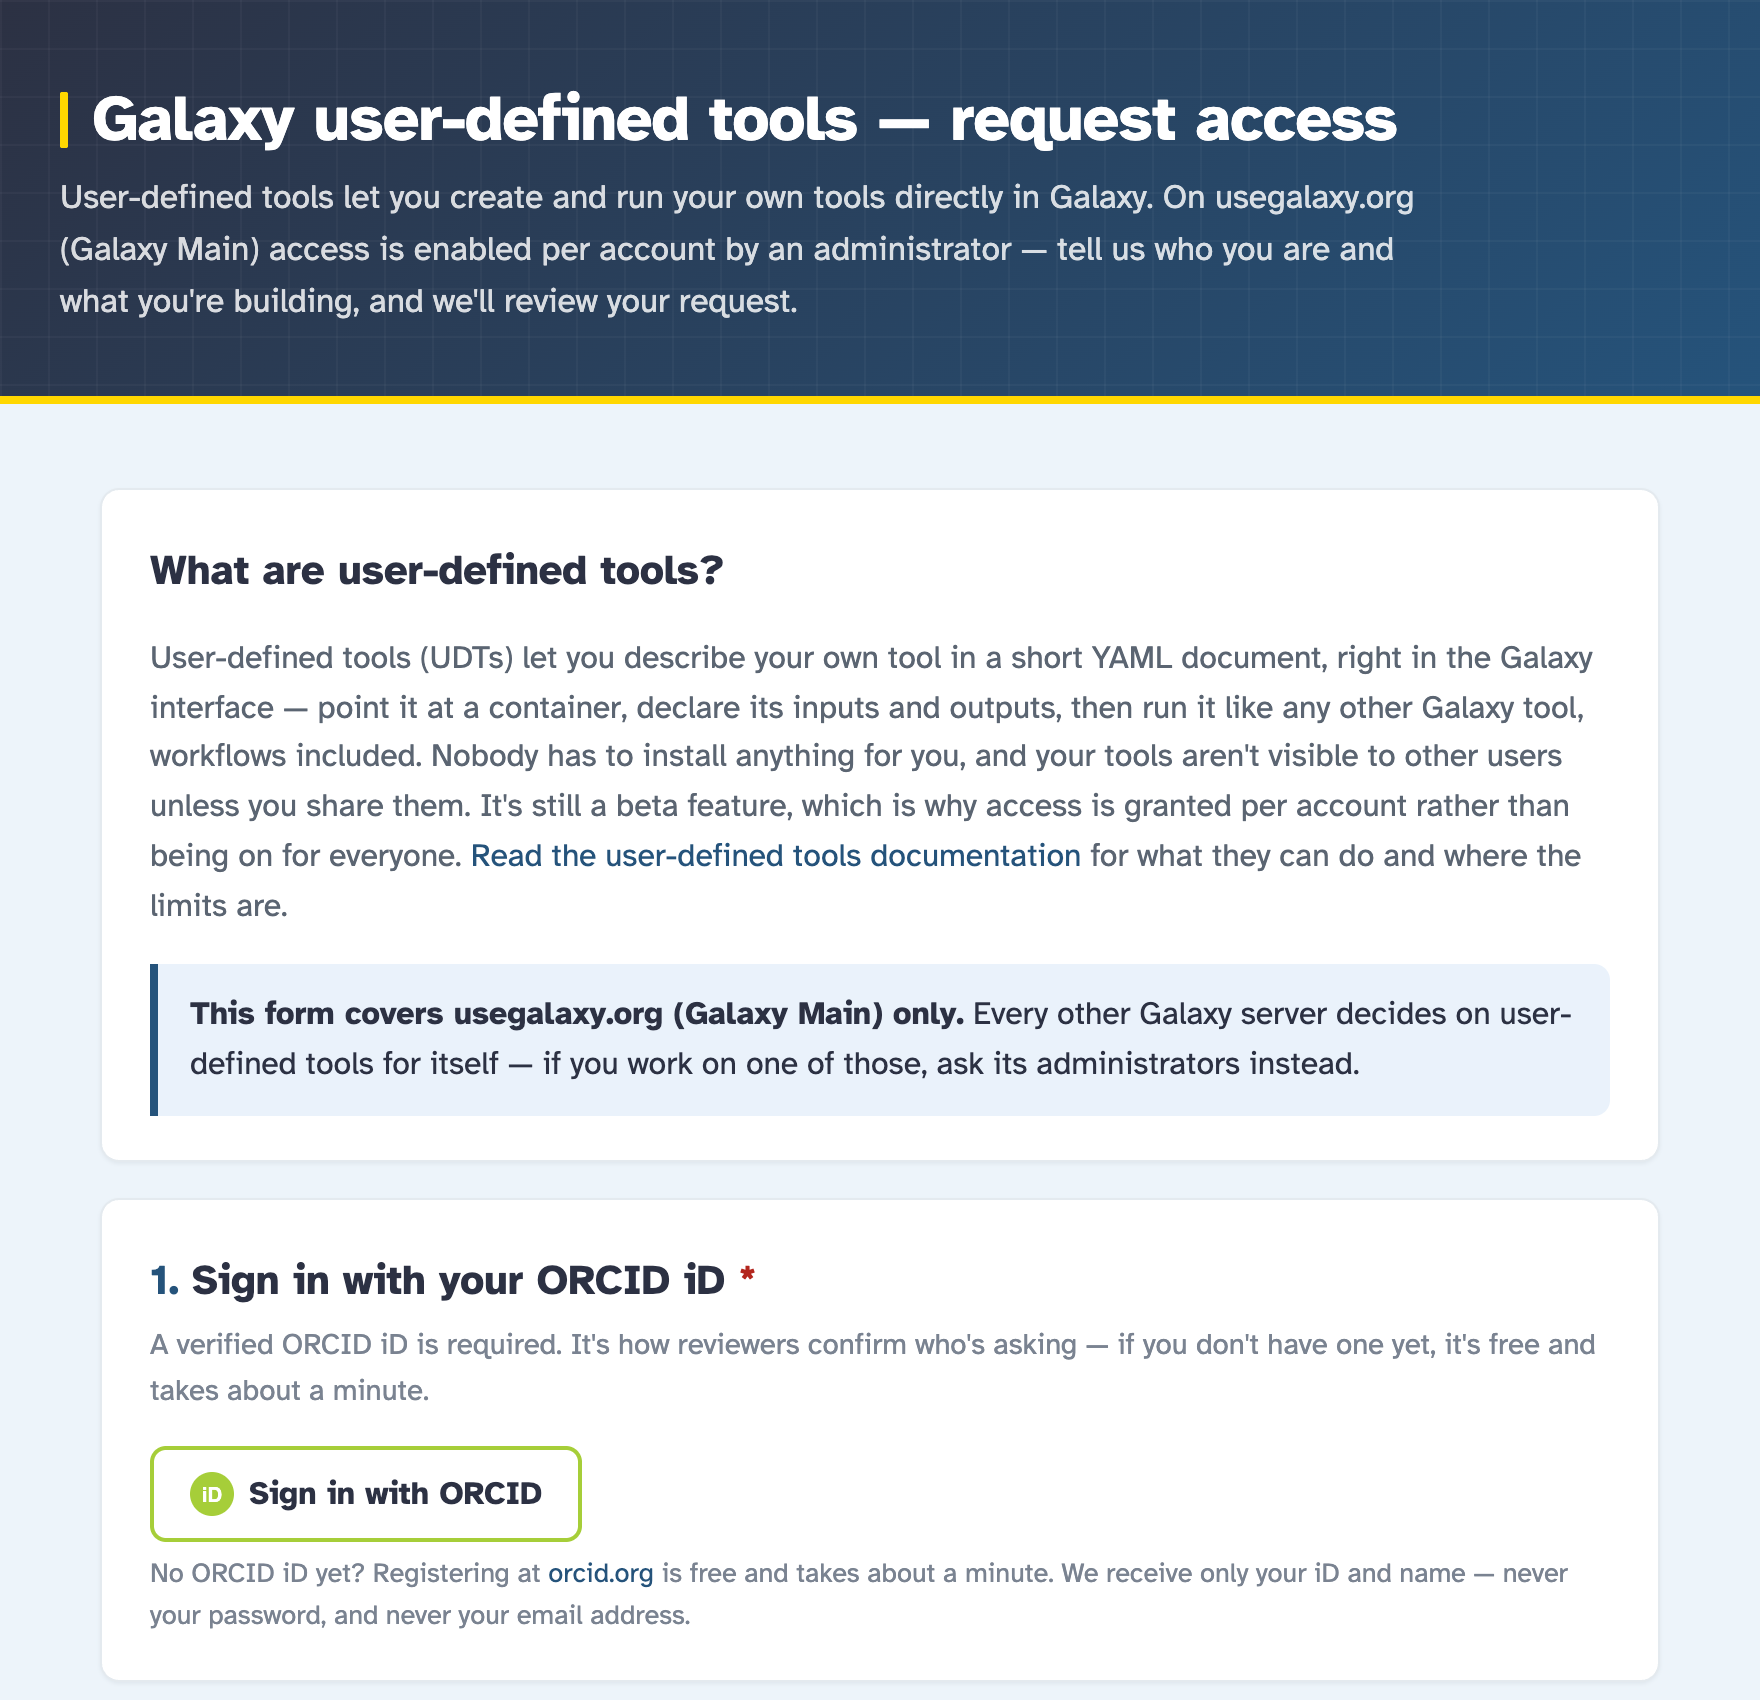 Galaxy user-defined tools — request access
User-defined tools let you create and run your own tools directly in Galaxy. On usegalaxy.org
(Galaxy Main) access is enabled per account by an administrator — tell us who you are and
what you're building, and we'll review your request.
What are user-defined tools?
User-defined tools (UDTs) let you describe your own tool in a short YAML document, right in the Galaxy
interface — point it at a container, declare its inputs and outputs, then run it like any other Galaxy tool,
workflows included. Nobody has to install anything for you, and your tools aren't visible to other users
unless you share them. It's still a beta feature, which is why access is granted per account rather than
being on for everyone. Read the user-defined tools documentation for what they can do and where the
limits are.
This form covers usegalaxy.org (Galaxy Main) only. Every other Galaxy server decides on user-
defined tools for itself — if you work on one of those, ask its administrators instead.
1. Sign in with your ORCID iD *
A verified ORCID iD is required. It's how reviewers confirm who's asking — if you don't have one yet, it's free and
takes about a minute.
iD Sign in with ORCID
No ORCID iD yet? Registering at orcid.org is free and takes about a minute. We receive only your iD and name — never
your password, and never your email address.